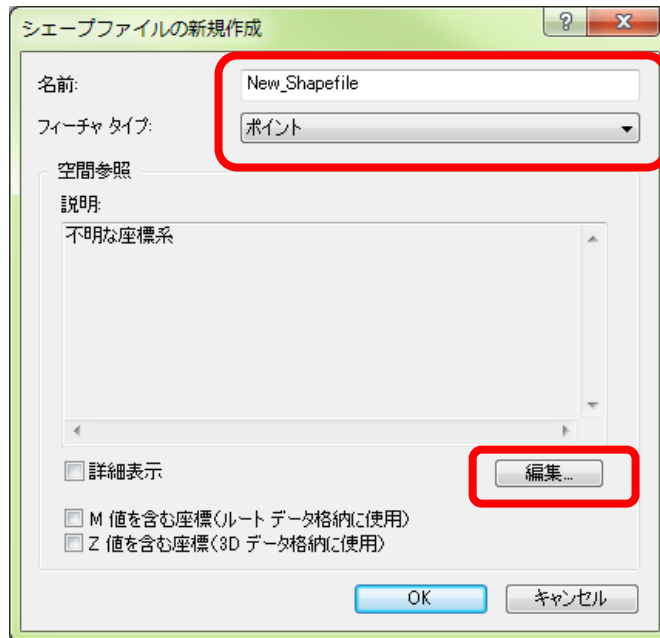 シェープファイルの新規作成
名前:
New_Shapefile
フィーチャ タイプ:
ポイント
空間参照
説明:
不明な座標系
詳細表示
編集...
M 値を含む座標(ルート データ格納に使用)
Z 値を含む座標(3D データ格納に使用)
OK
キャンセル